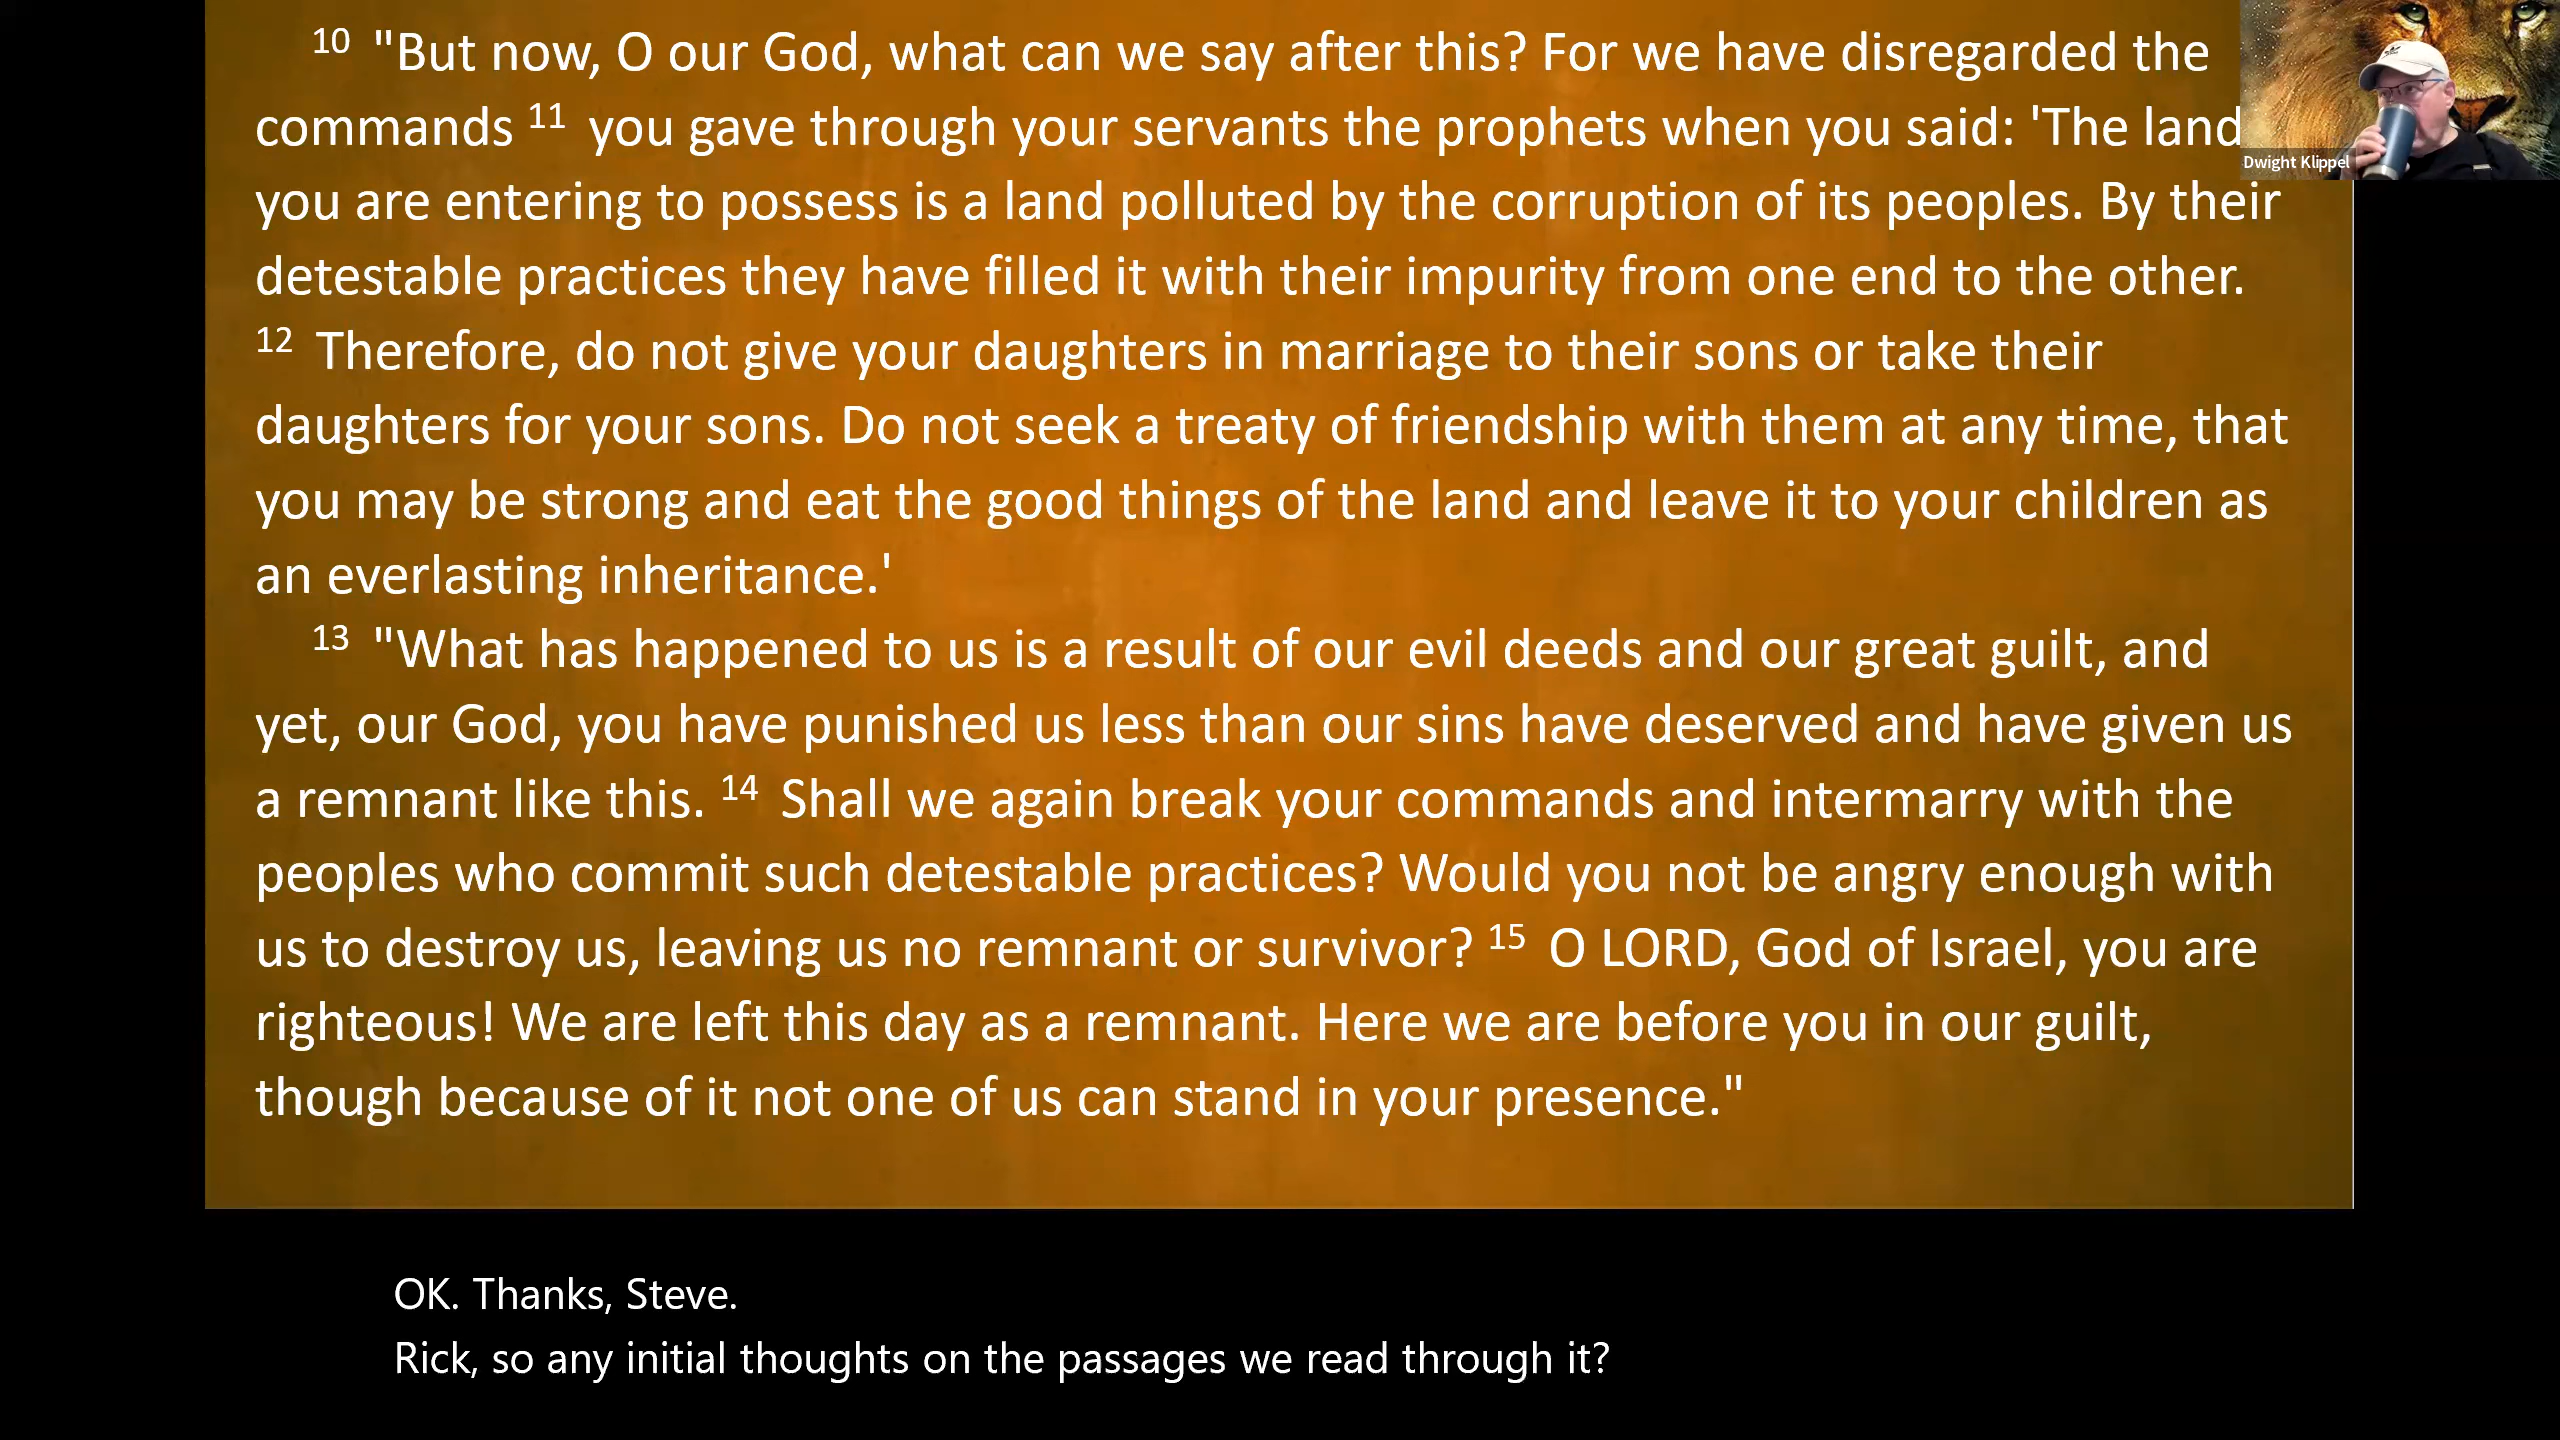 10 "But now, O our God, what can we say after this? For we have disregarded the
commands 11 you gave through your servants the prophets when you said: 'The land
you are entering to possess is a land polluted by the corruption of its peoples. By their
detestable practices they have filled it with their impurity from one end to the other.
12 Therefore, do not give your daughters in marriage to their sons or take their
daughters for your sons. Do not seek a treaty of friendship with them at any time, that
you may be strong and eat the good things of the land and leave it to your children as
an everlasting inheritance.'
13 "What has happened to us is a result of our evil deeds and our great guilt, and
yet, our God, you have punished us less than our sins have deserved and have given us
a remnant like this. 14 Shall we again break your commands and intermarry with the
peoples who commit such detestable practices? Would you not be angry enough with
us to destroy us, leaving us no remnant or survivor? 15 O LORD, God of Israel, you are
righteous! We are left this day as a remnant. Here we are before you in our guilt,
though because of it not one of us can stand in your presence."
Dwight Klippel
OK. Thanks, Steve.
Rick, so any initial thoughts on the passages we read through it?